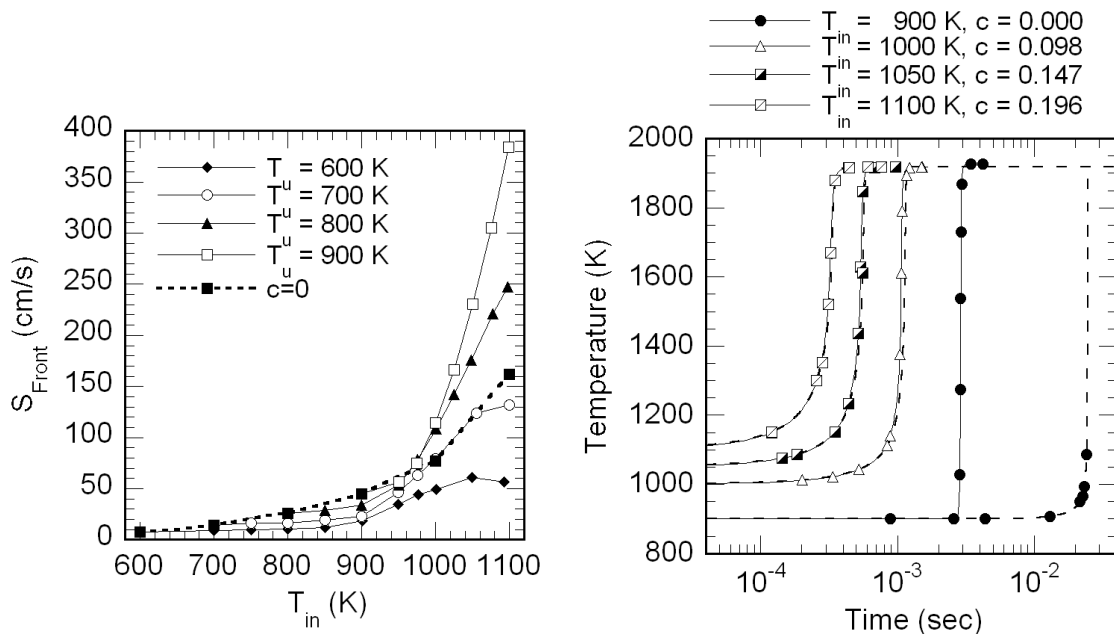 400
350
300
250
200
150
100
50
0
S_Front (cm/s)
T_u = 600 K
T_u = 700 K
T_u = 800 K
T_u = 900 K
c=0
600 700 800 900 1000 1100
T_in (K)
T_in = 900 K, c = 0.000
T_in = 1000 K, c = 0.098
T_in = 1050 K, c = 0.147
T_in = 1100 K, c = 0.196
2000
1800
1600
1400
1200
1000
800
Temperature (K)
10^-4 10^-3 10^-2
Time (sec)